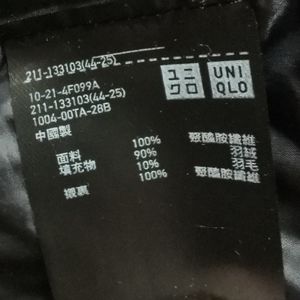 211-133103(44-25)
10-21-4F099A
211-133103(44-25)
1004-00TA-28B
中國製
ユニ
クロ
UNI
QLO
面料 100% 聚醯胺纖維
填充物 90% 羽絨
10% 羽毛
襯裏 100% 聚醯胺纖維